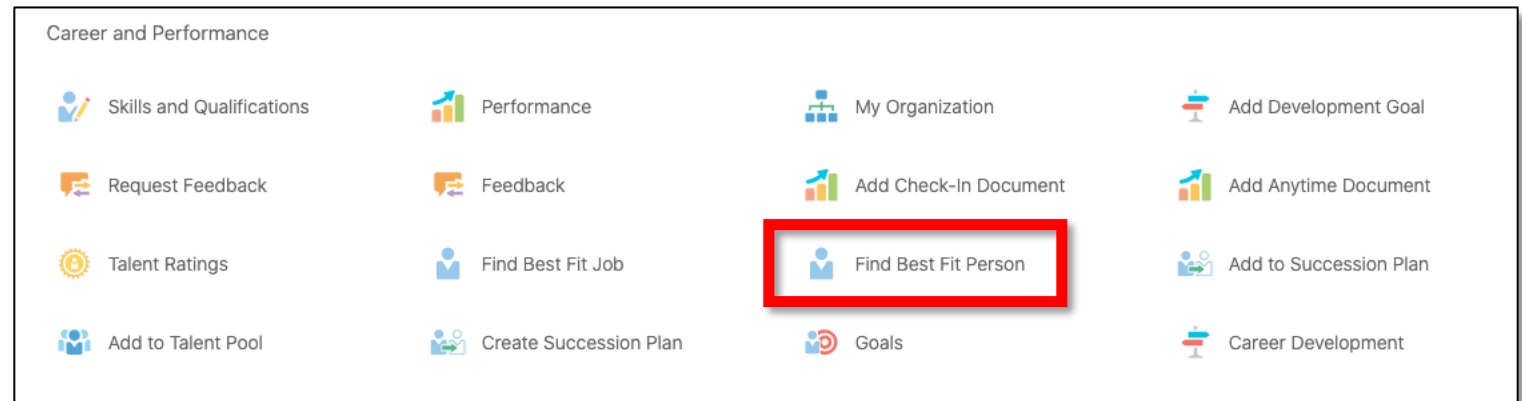 Career and Performance
Skills and Qualifications
Performance
My Organization
Add Development Goal
Request Feedback
Feedback
Add Check-In Document
Add Anytime Document
Talent Ratings
Find Best Fit Job
Find Best Fit Person
Add to Succession Plan
Add to Talent Pool
Create Succession Plan
Goals
Career Development